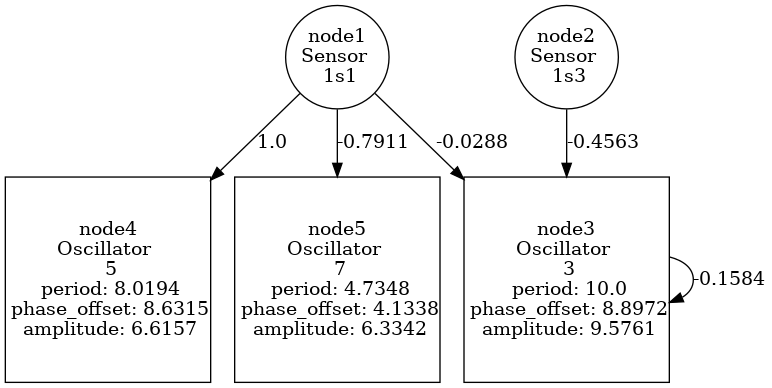 node1
Sensor
1s1
node2
Sensor
1s3
1.0
-0.7911
-0.0288
-0.4563
node4
Oscillator
5
period: 8.0194
phase_offset: 8.6315
amplitude: 6.6157
node5
Oscillator
7
period: 4.7348
phase_offset: 4.1338
amplitude: 6.3342
node3
Oscillator
3
period: 10.0
phase_offset: 8.8972
amplitude: 9.5761
-0.1584